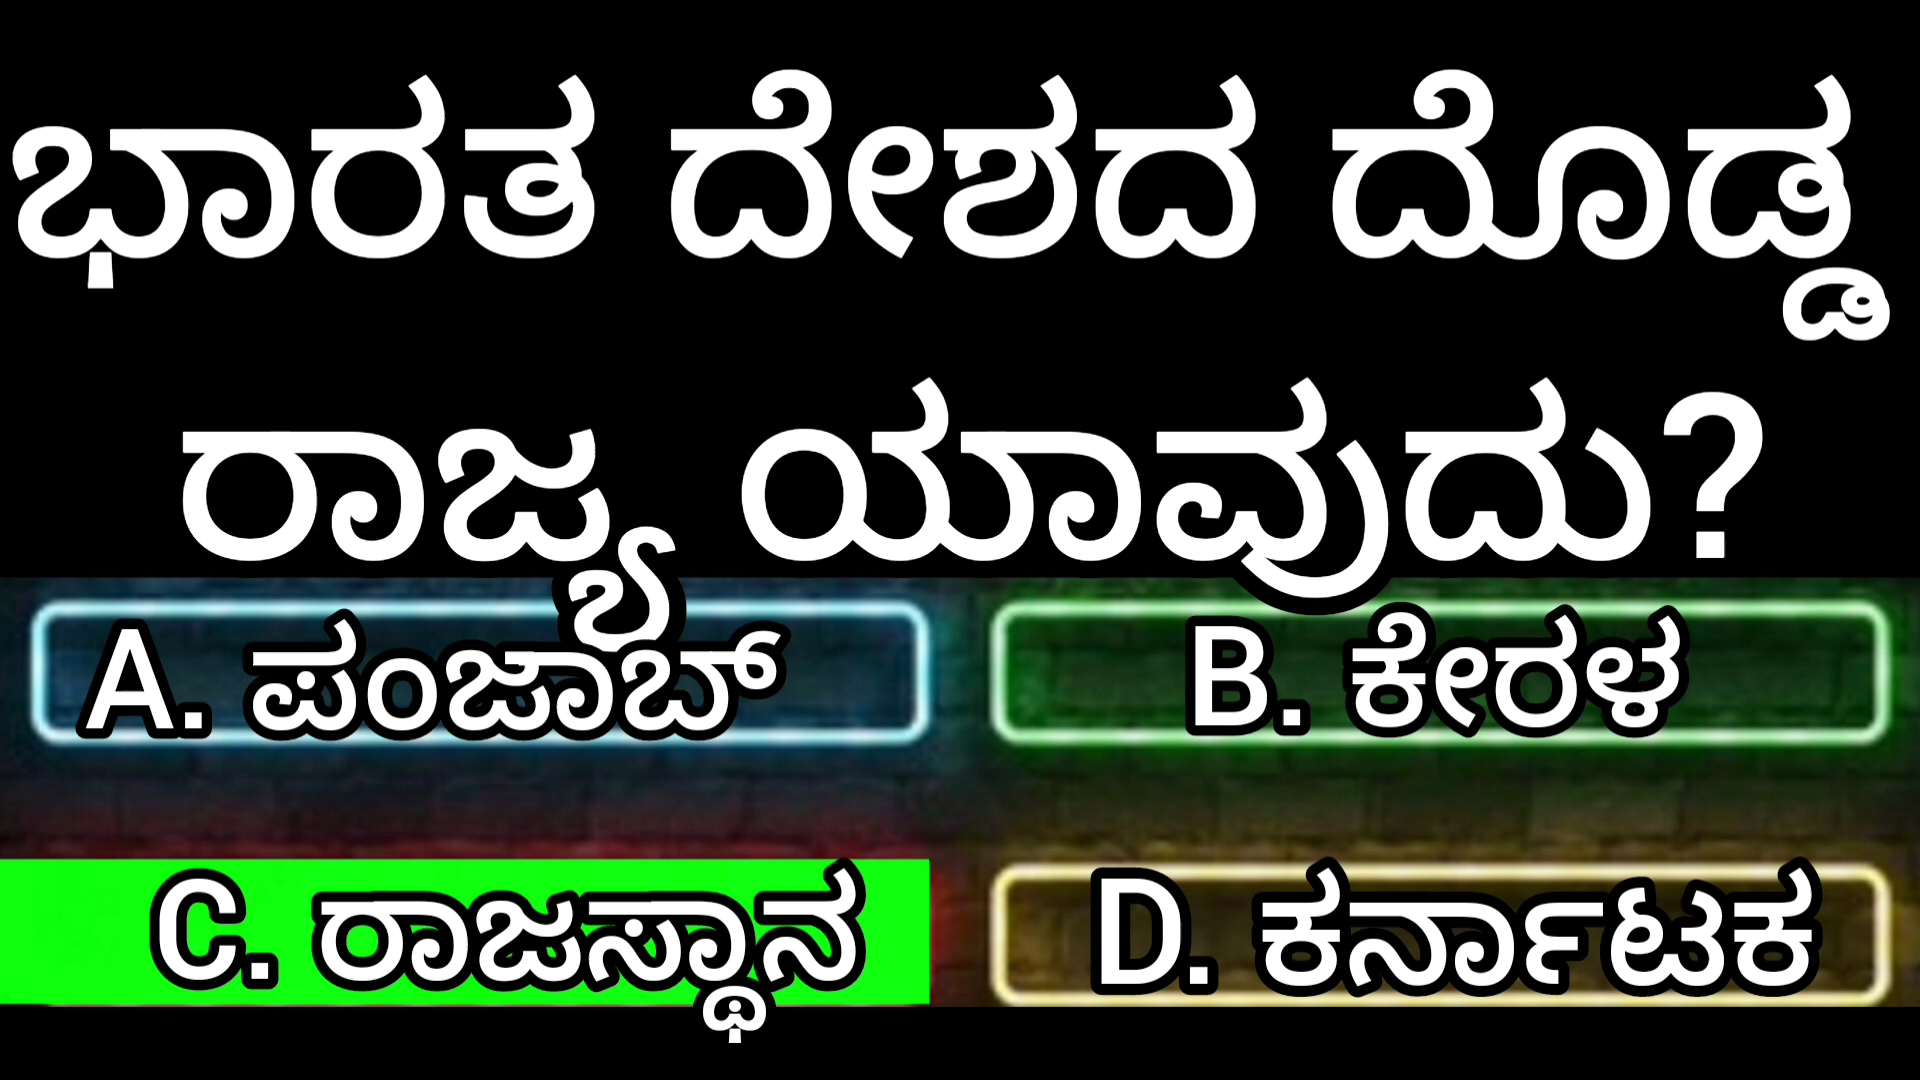 ಭಾರತ ದೇಶದ ದೊಡ್ಡ
ರಾಜ್ಯ ಯಾವುದು?
A. ಪಂಜಾಬ್
B. ಕೇರಳ
C. ರಾಜಸ್ಥಾನ
D. ಕರ್ನಾಟಕ